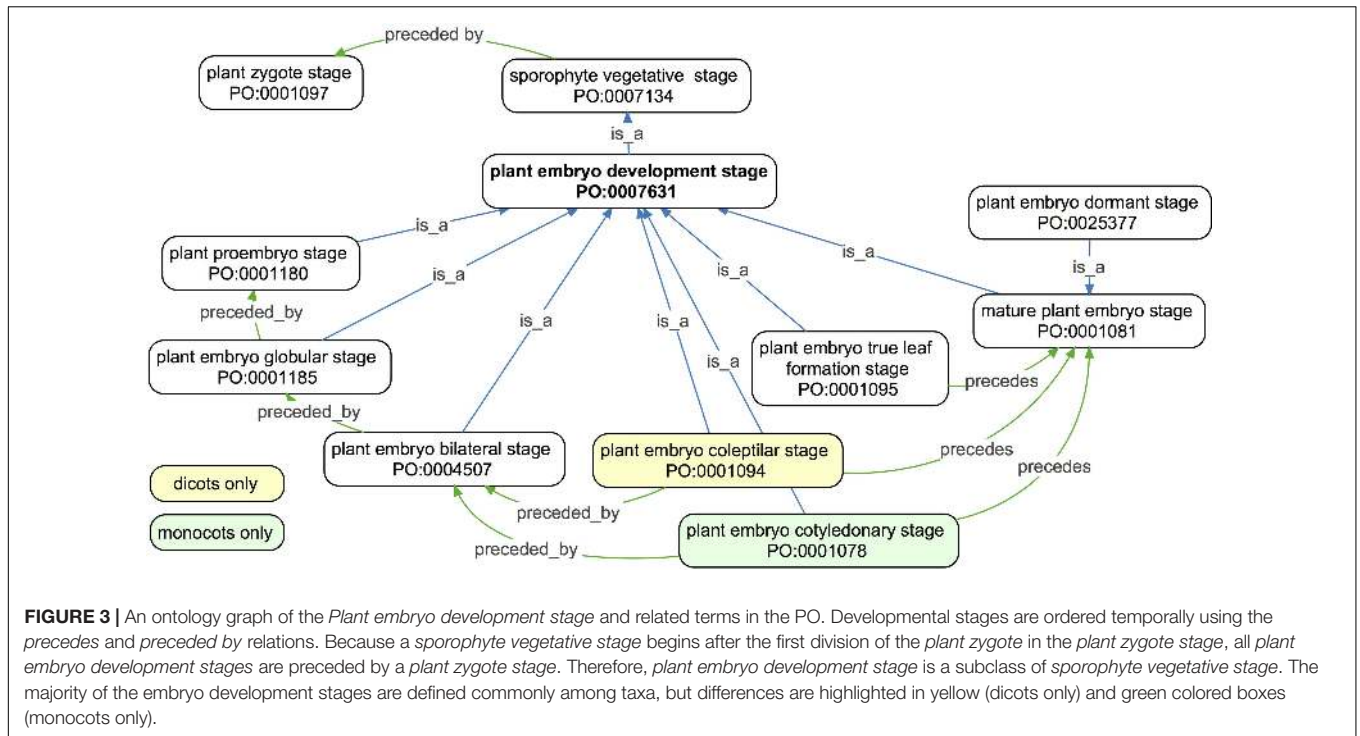 preceded by
plant zygote stage
PO:0001097
sporophyte vegetative  stage
PO:0007134
is_a
plant embryo development stage
PO:0007631
plant embryo dormant stage
PO:0025377
plant proembryo stage
PO:0001180
is_a
is_a
is_a
is_a
is_a
preceded_by
is_a
mature plant embryo stage
PO:0001081
plant embryo globular stage
PO:0001185
is_a
is_a
plant embryo true leaf
formation stage
PO:0001095
precedes
preceded_by
plant embryo bilateral stage
PO:0004507
plant embryo coleptilar stage
PO:0001094
precedes
precedes
dicots only
preceded_by
monocots only
preceded_by
plant embryo cotyledonary stage
PO:0001078
FIGURE 3 | An ontology graph of the Plant embryo development stage and related terms in the PO. Developmental stages are ordered temporally using the
precedes and preceded by relations. Because a sporophyte vegetative stage begins after the first division of the plant zygote in the plant zygote stage, all plant
embryo development stages are preceded by a plant zygote stage. Therefore, plant embryo development stage is a subclass of sporophyte vegetative stage. The
majority of the embryo development stages are defined commonly among taxa, but differences are highlighted in yellow (dicots only) and green colored boxes
(monocots only).